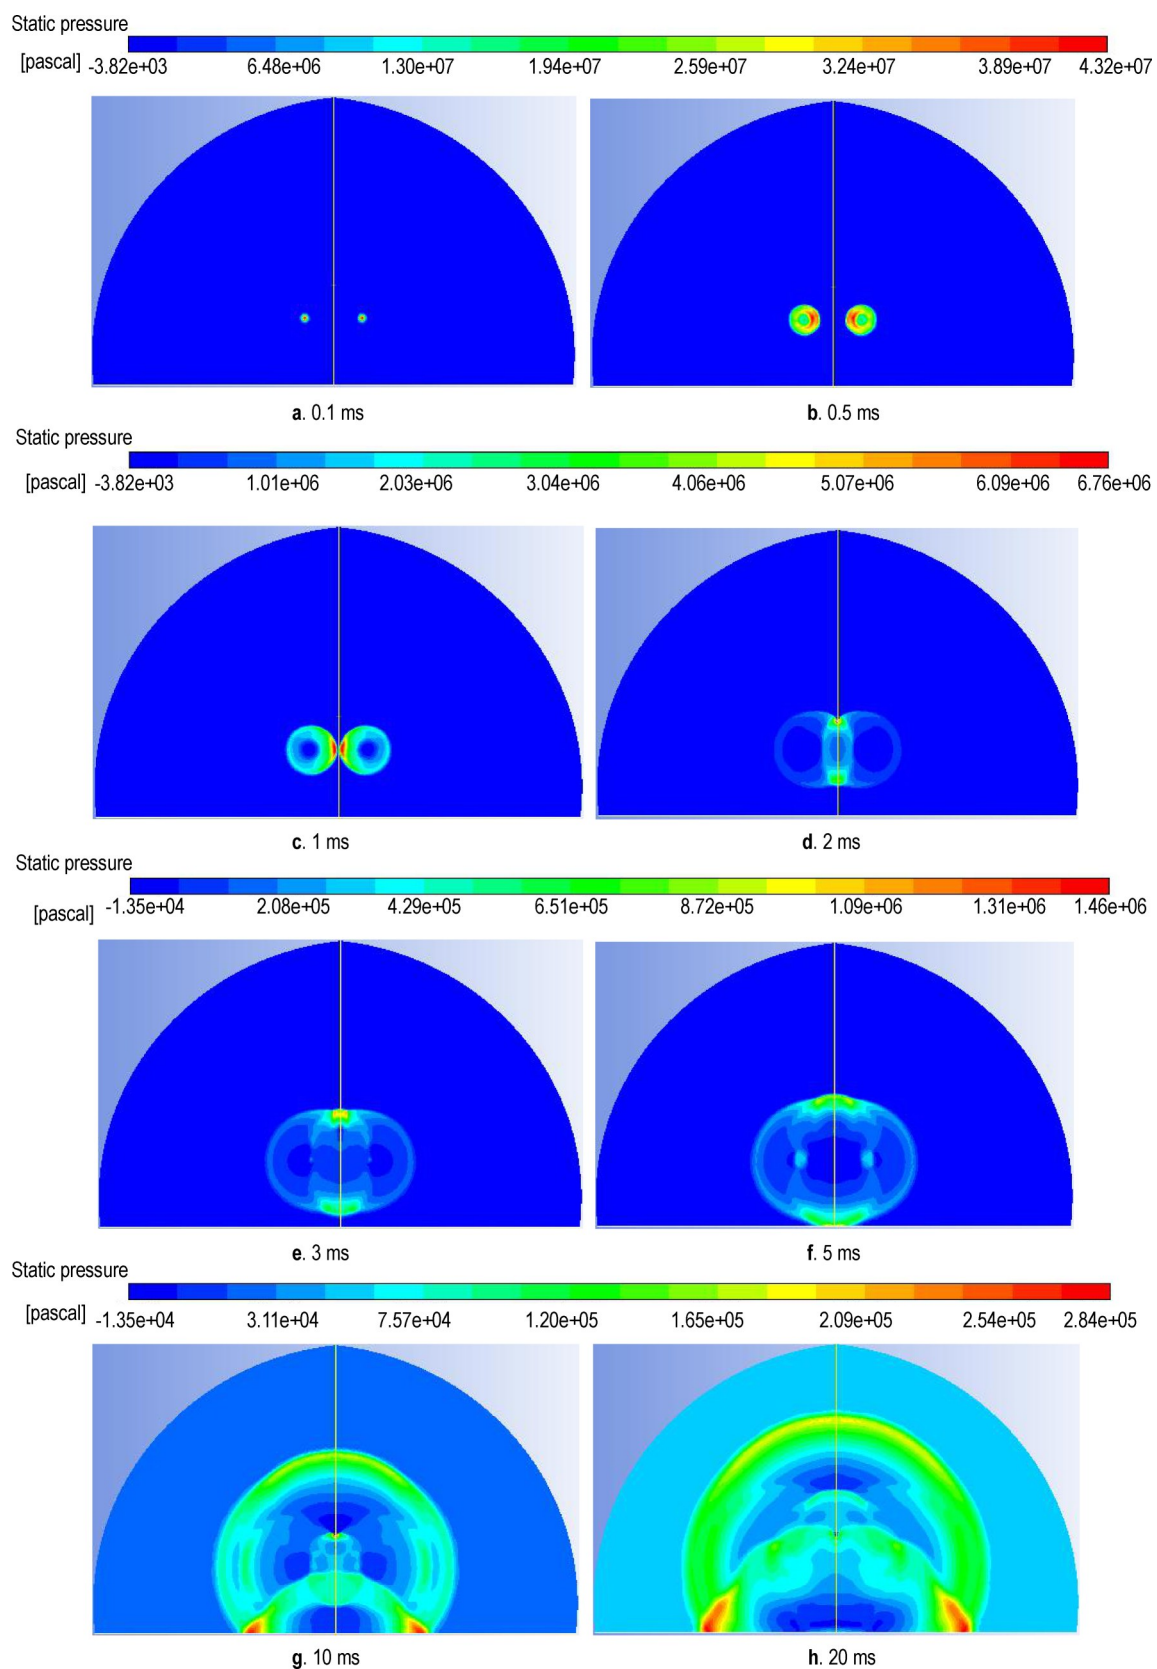 Static pressure
[pascal] -3.82e+03 6.48e+06 1.30e+07 1.94e+07 2.59e+07 3.24e+07 3.89e+07 4.32e+07
a. 0.1 ms b. 0.5 ms
Static pressure
[pascal] -3.82e+03 1.01e+06 2.03e+06 3.04e+06 4.06e+06 5.07e+06 6.09e+06 6.76e+06
c. 1 ms d. 2 ms
Static pressure
[pascal] -1.35e+04 2.08e+05 4.29e+05 6.51e+05 8.72e+05 1.09e+06 1.31e+06 1.46e+06
e. 3 ms f. 5 ms
Static pressure
[pascal] -1.35e+04 3.11e+04 7.57e+04 1.20e+05 1.65e+05 2.09e+05 2.54e+05 2.84e+05
g. 10 ms h. 20 ms